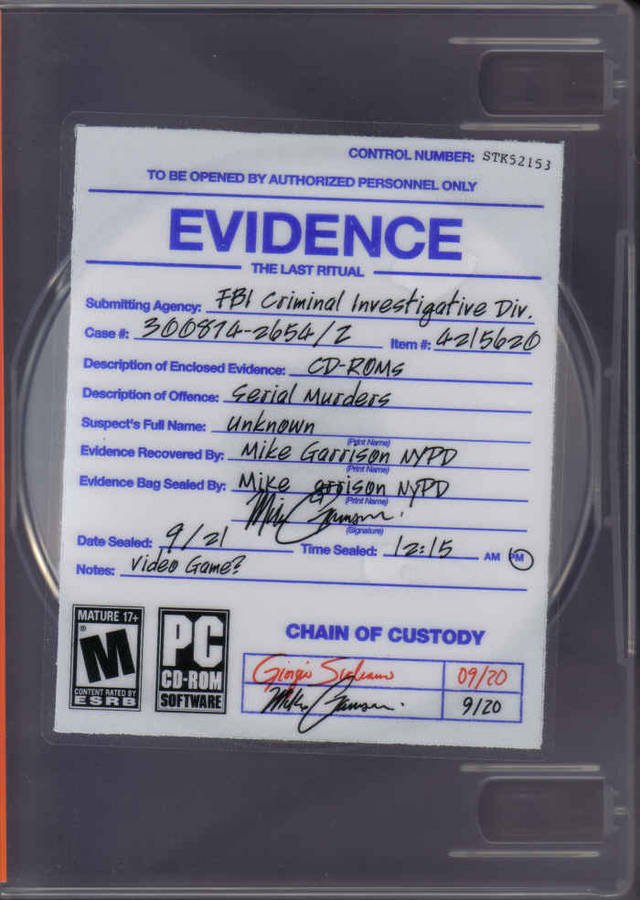 CONTROL NUMBER: STK52153
TO BE OPENED BY AUTHORIZED PERSONNEL ONLY
EVIDENCE
THE LAST RITUAL
Submitting Agency: FBI Criminal Investigative Div.
Case #: 300874-2654/2 Item #: 4215620
Description of Enclosed Evidence: CD-ROMs
Description of Offence: Serial Murders
Suspect's Full Name: Unknown
(Print Name)
Evidence Recovered By: Mike Garrison NYPD
(Print Name)
Evidence Bag Sealed By: Mike Garrison NYPD
(Print Name)
(Signature)
Date Sealed: 9/21 Time Sealed: 12:15 AM PM
Notes: Video Game?
MATURE 17+
M
CONTENT RATED BY
ESRB
PC
CD-ROM
SOFTWARE
CHAIN OF CUSTODY
09/20
9/20